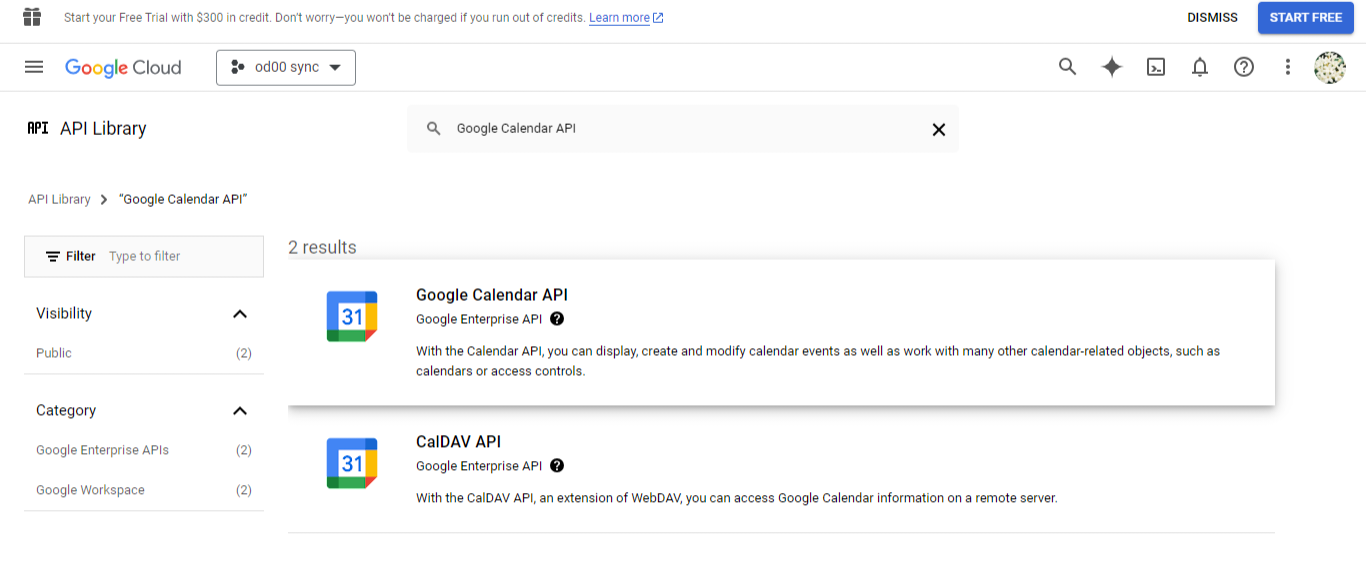 Start your Free Trial with $300 in credit. Don't worry—you won't be charged if you run out of credits. Learn more
DISMISS
START FREE
Google Cloud
od00 sync
API API Library
Google Calendar API
API Library
“Google Calendar API”
Filter Type to filter
Visibility
Public (2)
Category
Google Enterprise APIs (2)
Google Workspace (2)
2 results
31
Google Calendar API
Google Enterprise API
With the Calendar API, you can display, create and modify calendar events as well as work with many other calendar-related objects, such as
calendars or access controls.
31
CalDAV API
Google Enterprise API
With the CalDAV API, an extension of WebDAV, you can access Google Calendar information on a remote server.